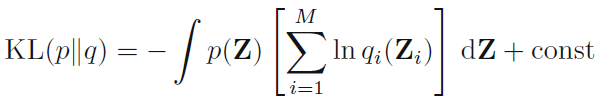 KL(p‖q) = − ∫ p(Z) [ ∑_{i=1}^{M} ln q_i(Z_i) ] dZ + const